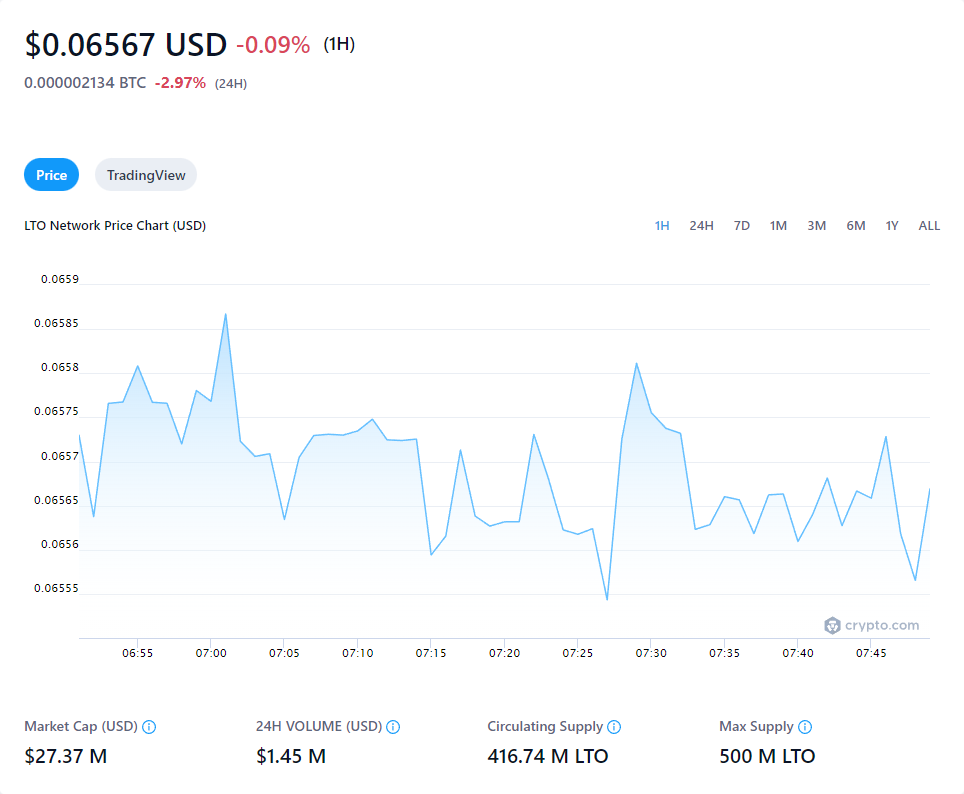 $0.06567 USD -0.09% (1H)
0.000002134 BTC -2.97% (24H)
Price TradingView
LTO Network Price Chart (USD) 1H 24H 7D 1M 3M 6M 1Y ALL
0.0659
0.06585
0.0658
0.06575
0.0657
0.06565
0.0656
0.06555
crypto.com
06:55 07:00 07:05 07:10 07:15 07:20 07:25 07:30 07:35 07:40 07:45
Market Cap (USD) 24H VOLUME (USD) Circulating Supply Max Supply
$27.37 M $1.45 M 416.74 M LTO 500 M LTO